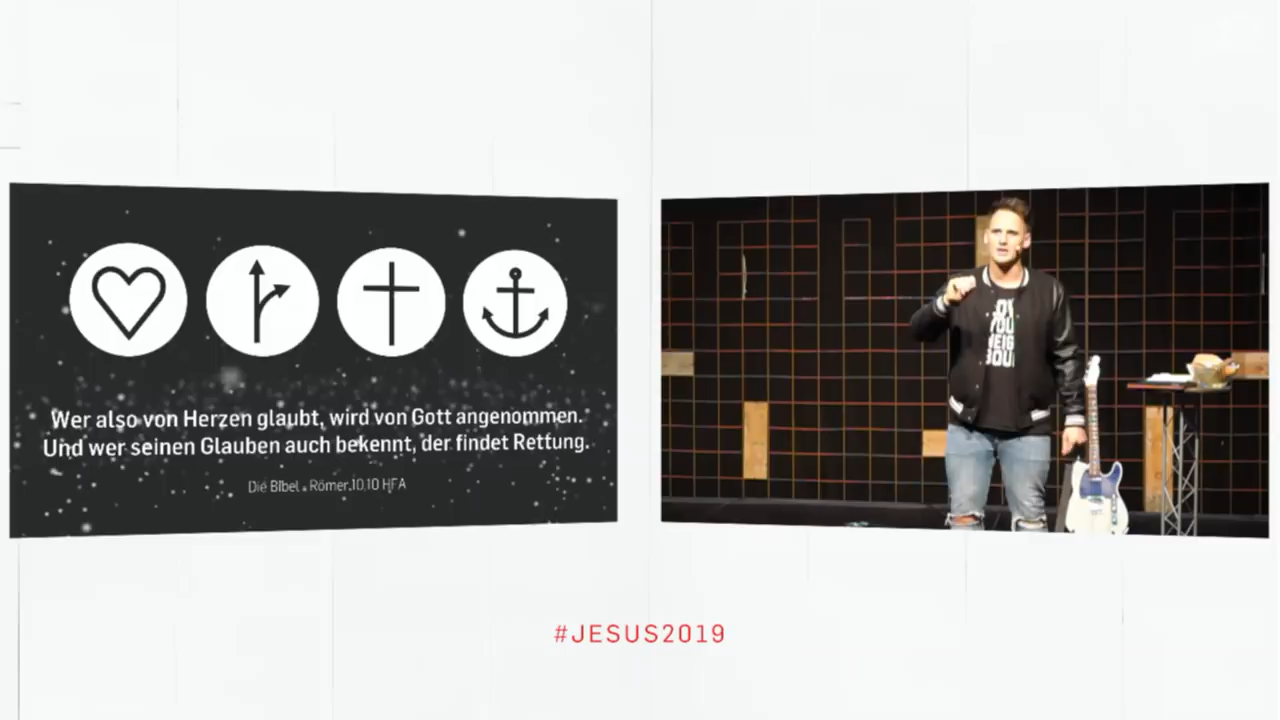 Wer also von Herzen glaubt, wird von Gott angenommen.
Und wer seinen Glauben auch bekennt, der findet Rettung.
Die Bibel . Römer 10,10 HFA
YOU
#JESUS2019